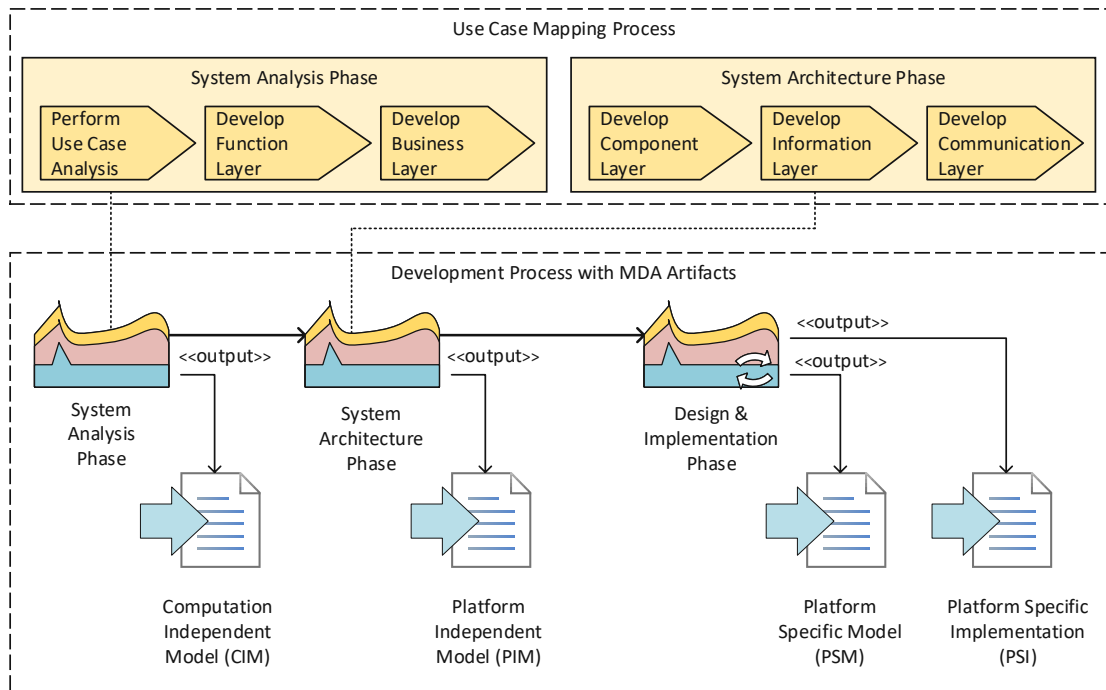 Use Case Mapping Process
System Analysis Phase
Perform
Use Case
Analysis
Develop
Function
Layer
Develop
Business
Layer
System Architecture Phase
Develop
Component
Layer
Develop
Information
Layer
Develop
Communication
Layer
Development Process with MDA Artifacts
<<output>>
<<output>>
<<output>>
<<output>>
System
Analysis
Phase
System
Architecture
Phase
Design &
Implementation
Phase
Computation
Independent
Model (CIM)
Platform
Independent
Model (PIM)
Platform
Specific Model
(PSM)
Platform Specific
Implementation
(PSI)